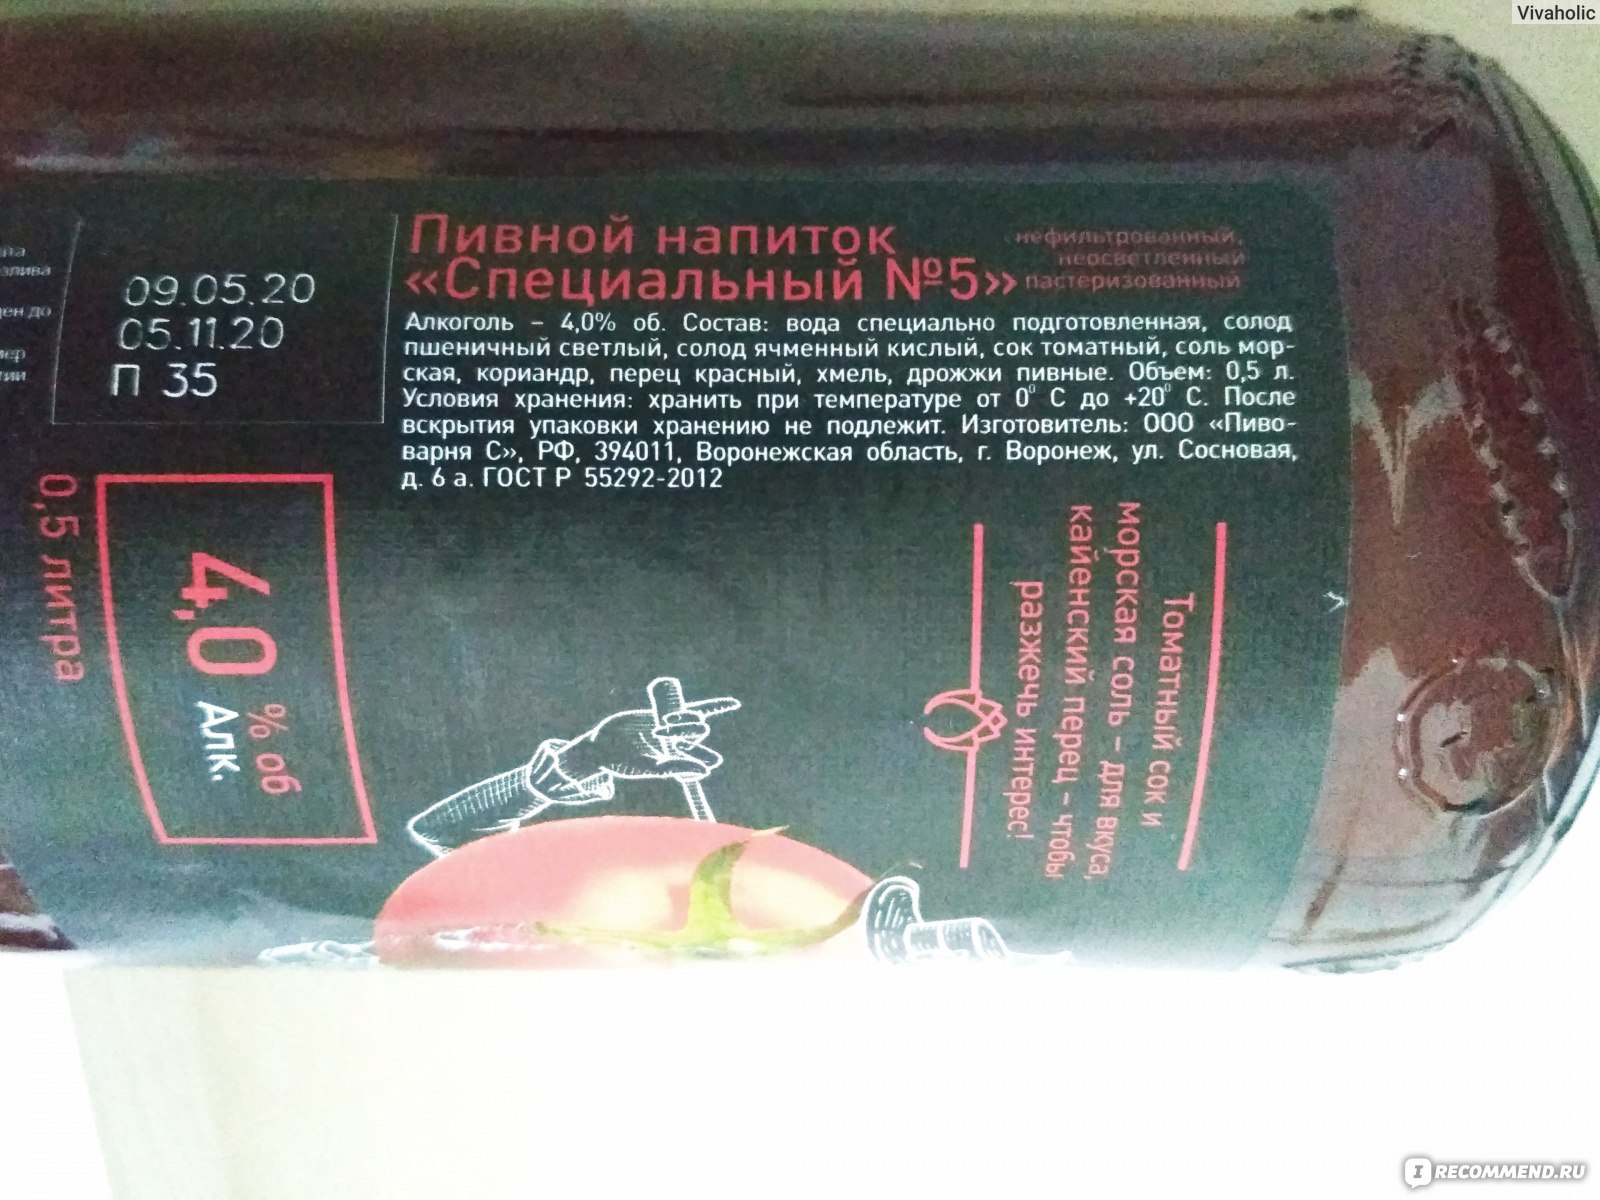 Vivaholic
Пивной напиток
«Специальный №5»
нефильтрованный,
неосветленный
пастеризованный
Алкоголь – 4,0% об. Состав: вода специально подготовленная, солод
пшеничный светлый, солод ячменный кислый, сок томатный, соль мор-
ская, кориандр, перец красный, хмель, дрожжи пивные. Объем: 0,5 л.
Условия хранения: хранить при температуре от 0⁰ С до +20⁰ С. После
вскрытия упаковки хранению не подлежит. Изготовитель: ООО «Пиво-
варня С», РФ, 394011, Воронежская область, г. Воронеж, ул. Сосновая,
д. 6 а. ГОСТ Р 55292-2012
09.05.20
05.11.20
П 35
Томатный сок и
морская соль – для вкуса,
кайенский перец – чтобы
разжечь интерес!
4,0 % об
Алк.
0,5 литра
IRECOMMEND.RU